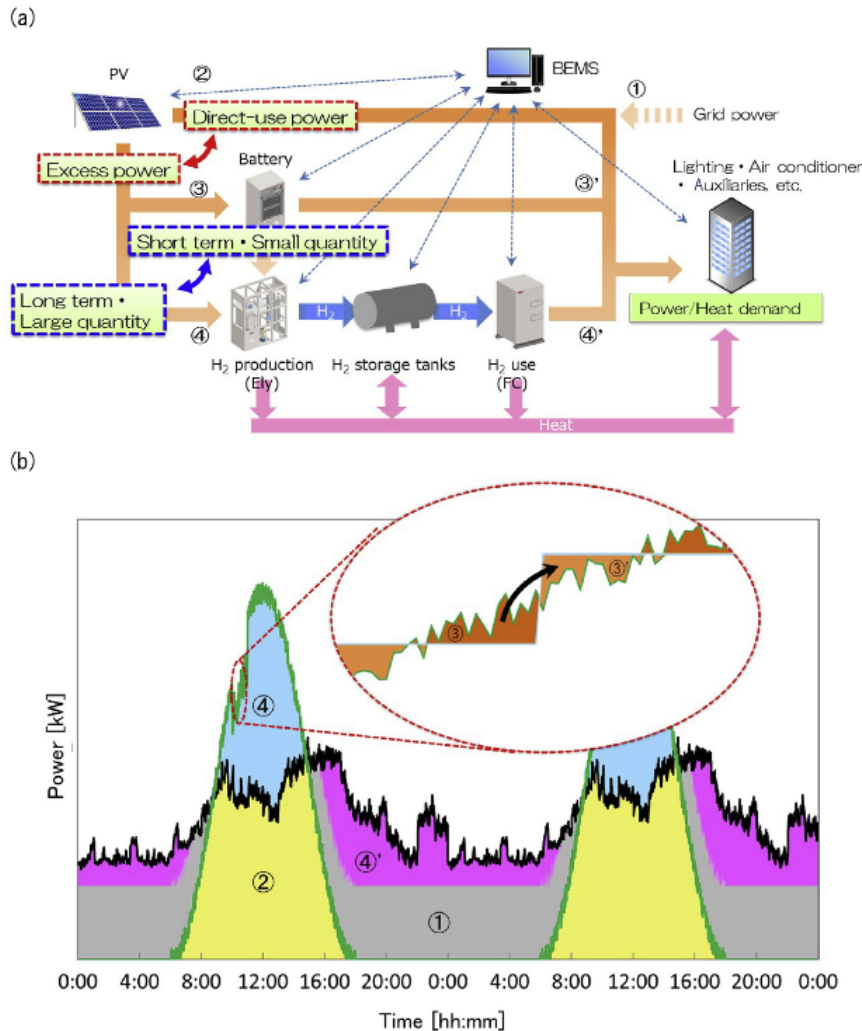 (a)
②
BEMS
PV
①
Direct-use power
Grid power
Excess power
Battery
Lighting・Air conditioner
・ Auxiliaries, etc.
③
③'
Short term・Small quantity
Long term・
Large quantity
④
H₂
H₂
④'
Power/Heat demand
H₂ production
(Ely)
H₂ storage tanks
H₂ use
(FC)
Heat
(b)
③
③'
④
②
④'
①
Power [kW]
0:00 4:00 8:00 12:00 16:00 20:00 0:00 4:00 8:00 12:00 16:00 20:00 0:00
Time [hh:mm]